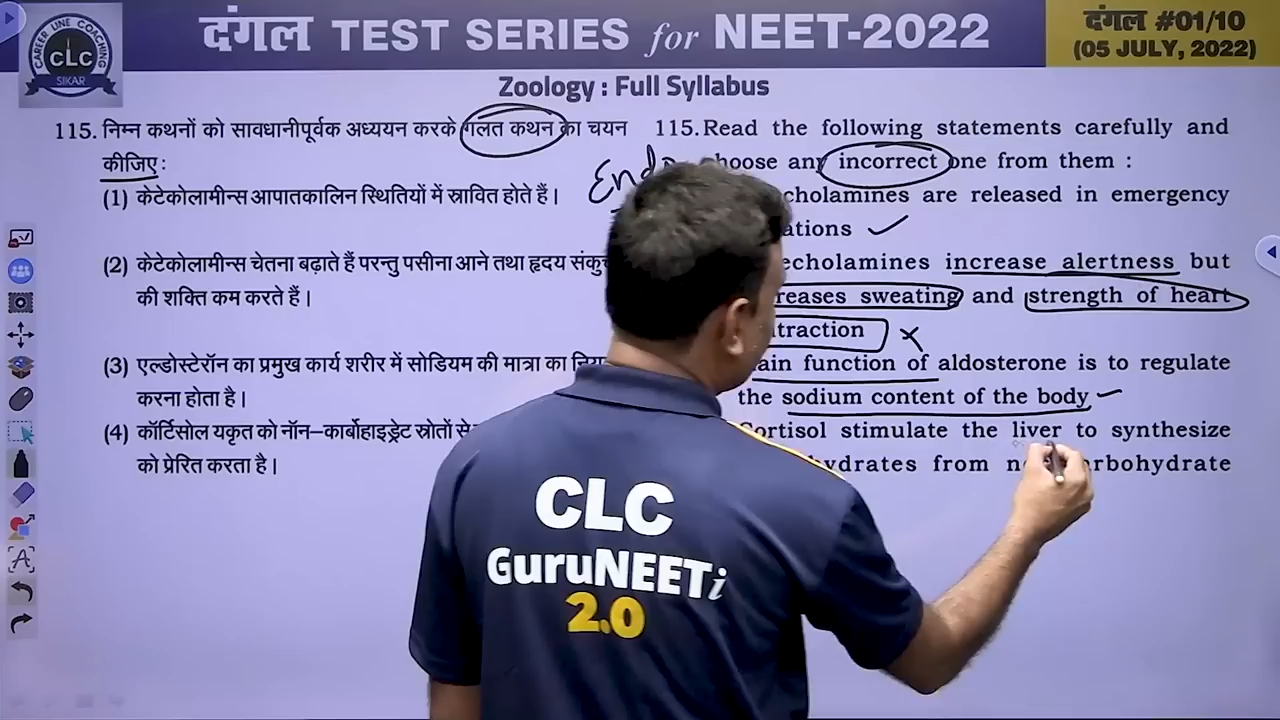 CAREER LINE COACHING
CLC
SIKAR
दंगल TEST SERIES for NEET-2022
दंगल #01/10
(05 JULY, 2022)
Zoology : Full Syllabus
115. निम्न कथनों को सावधानीपूर्वक अध्ययन करके गलत कथन का चयन
कीजिए :
(1) केटेकोलामीन्स आपातकालिन स्थितियों में स्रावित होते हैं।
(2) केटेकोलामीन्स चेतना बढ़ाते हैं परन्तु पसीना आने तथा हृदय
की शक्ति कम करते हैं।
(3) एल्डोस्टेरॉन का प्रमुख कार्य शरीर में सोडियम की मात्रा का
करना होता है।
(4) कॉर्टिसोल यकृत को नॉन–कार्बोहाइड्रेट स्रोतों से
को प्रेरित करता है।
115. Read the following statements carefully and
choose any incorrect one from them :
cholamines are released in emergency
ations
echolamines increase alertness but
reases sweating and strength of heart
traction
ain function of aldosterone is to regulate
the sodium content of the body
Cortisol stimulate the liver to synthesize
hydrates from rbohydrate
CLC
GuruNEETi
2.0